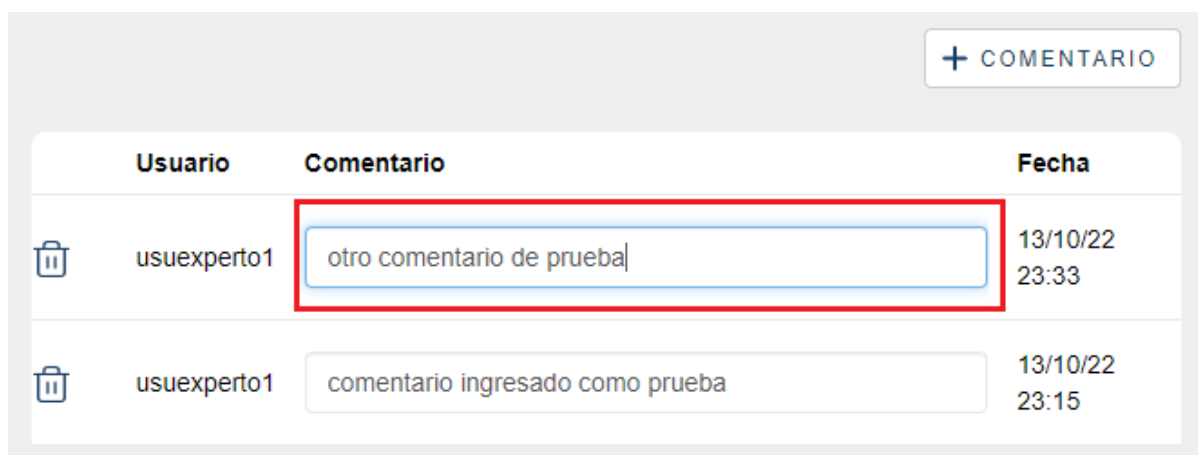 + COMENTARIO
Usuario Comentario Fecha
usuexperto1 otro comentario de prueba 13/10/22
23:33
usuexperto1 comentario ingresado como prueba 13/10/22
23:15